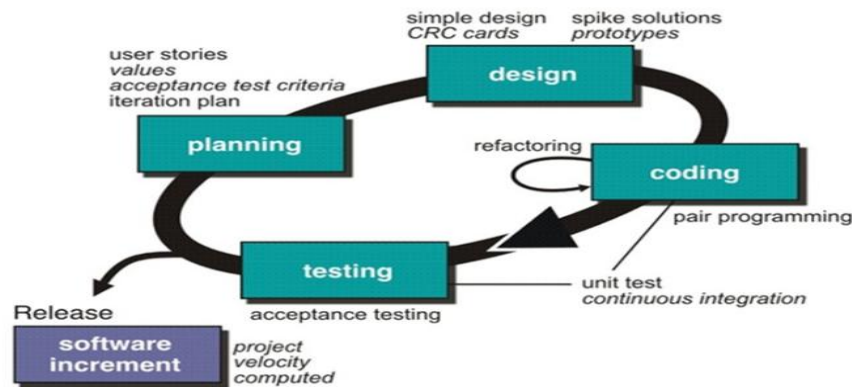 simple design
CRC cards
spike solutions
prototypes
user stories
values
acceptance test criteria
iteration plan
design
planning
refactoring
coding
pair programming
testing
unit test
continuous integration
acceptance testing
Release
software
increment
project
velocity
computed